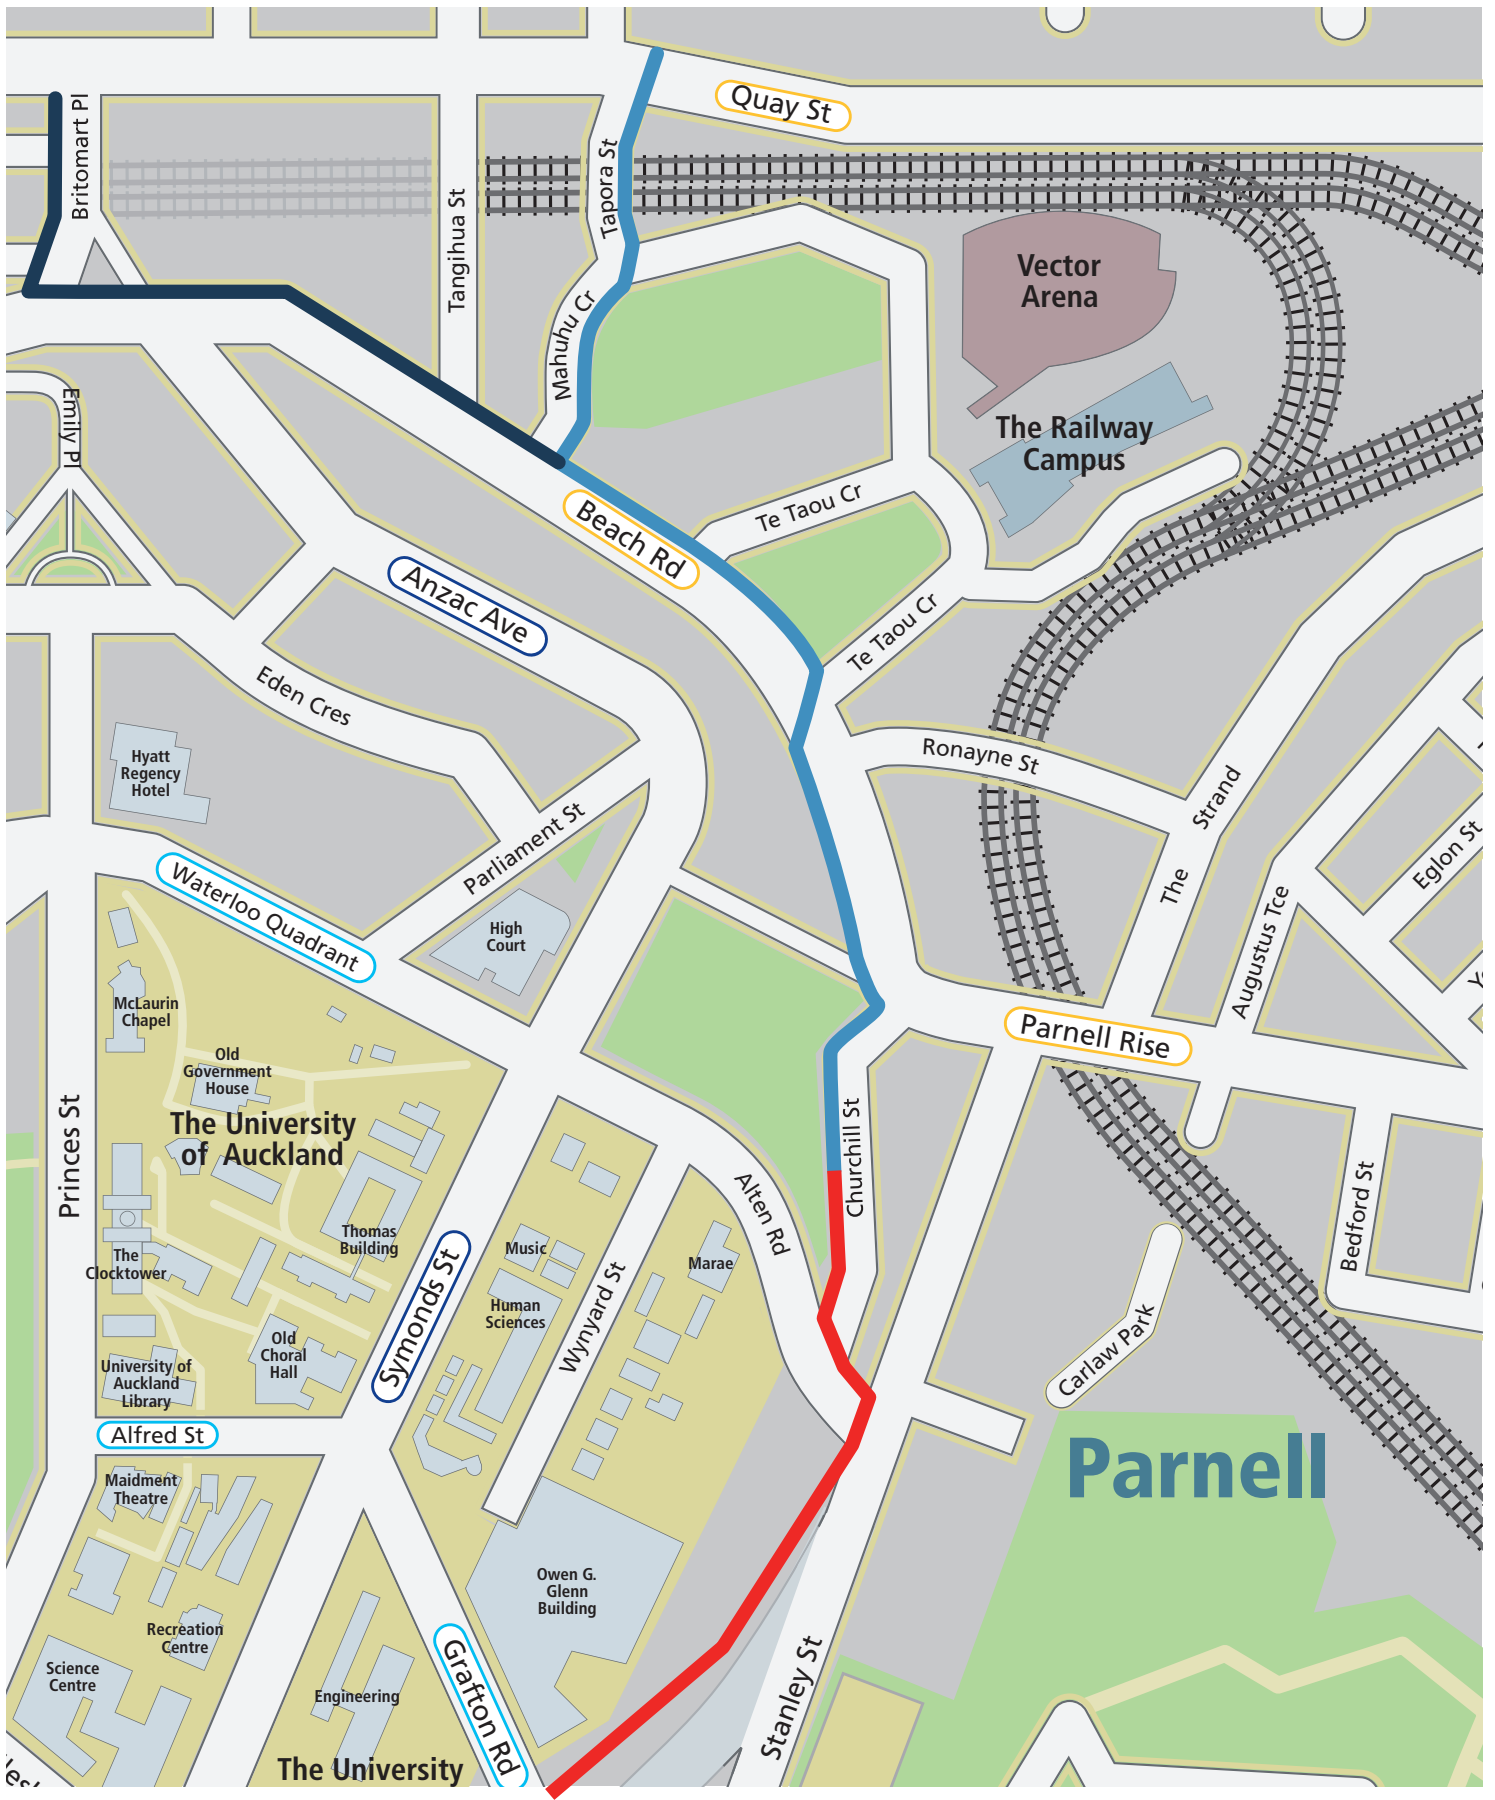 Quay St
Britomart Pl
Tapora St
Tangihua St
Mahuhu Cr
Vector
Arena
The Railway
Campus
Emily Pl
Te Taou Cr
Beach Rd
Anzac Ave
Te Taou Cr
Eden Cres
Ronayne St
Hyatt
Regency
Hotel
The Strand
Parliament St
Eglon St
Waterloo Quadrant
High
Court
Augustus Tce
McLaurin
Chapel
Parnell Rise
Old
Government
House
The University
of Auckland
Princes St
Churchill St
Alten Rd
Bedford St
Thomas
Building
Music
Marae
The
Clocktower
Symonds St
Human
Sciences
Wynyard St
Old
Choral
Hall
Carlaw Park
University of
Auckland
Library
Alfred St
Parnell
Maidment
Theatre
Owen G.
Glenn
Building
Recreation
Centre
Science
Centre
Grafton Rd
Stanley St
Engineering
The University